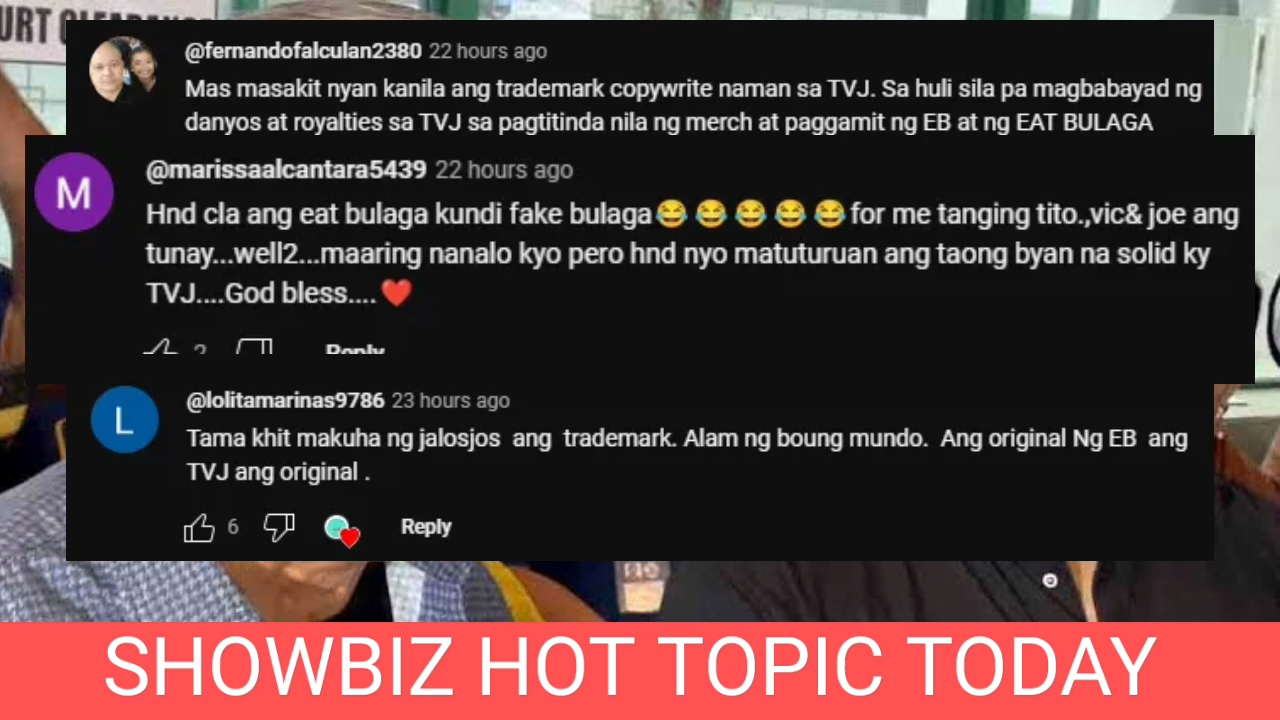 URT CLEARANCE
@fernandofalculan2380 22 hours ago
Mas masakit nyan kanila ang trademark copywrite naman sa TVJ. Sa huli sila pa magbabayad ng
danyos at royalties sa TVJ sa pagtitinda nila ng merch at paggamit ng EB at ng EAT BULAGA
M
@marissaalcantara5439 22 hours ago
Hnd cla ang eat bulaga kundi fake bulaga😂😂😂😂😂for me tanging tito.,vic& joe ang
tunay...well2...maaring nanalo kyo pero hnd nyo matuturuan ang taong byan na solid ky
TVJ....God bless....❤️
2 Reply
L
@lolitamarinas9786 23 hours ago
Tama khit makuha ng jalosjos ang trademark. Alam ng boung mundo. Ang original Ng EB ang
TVJ ang original .
6 Reply
SHOWBIZ HOT TOPIC TODAY